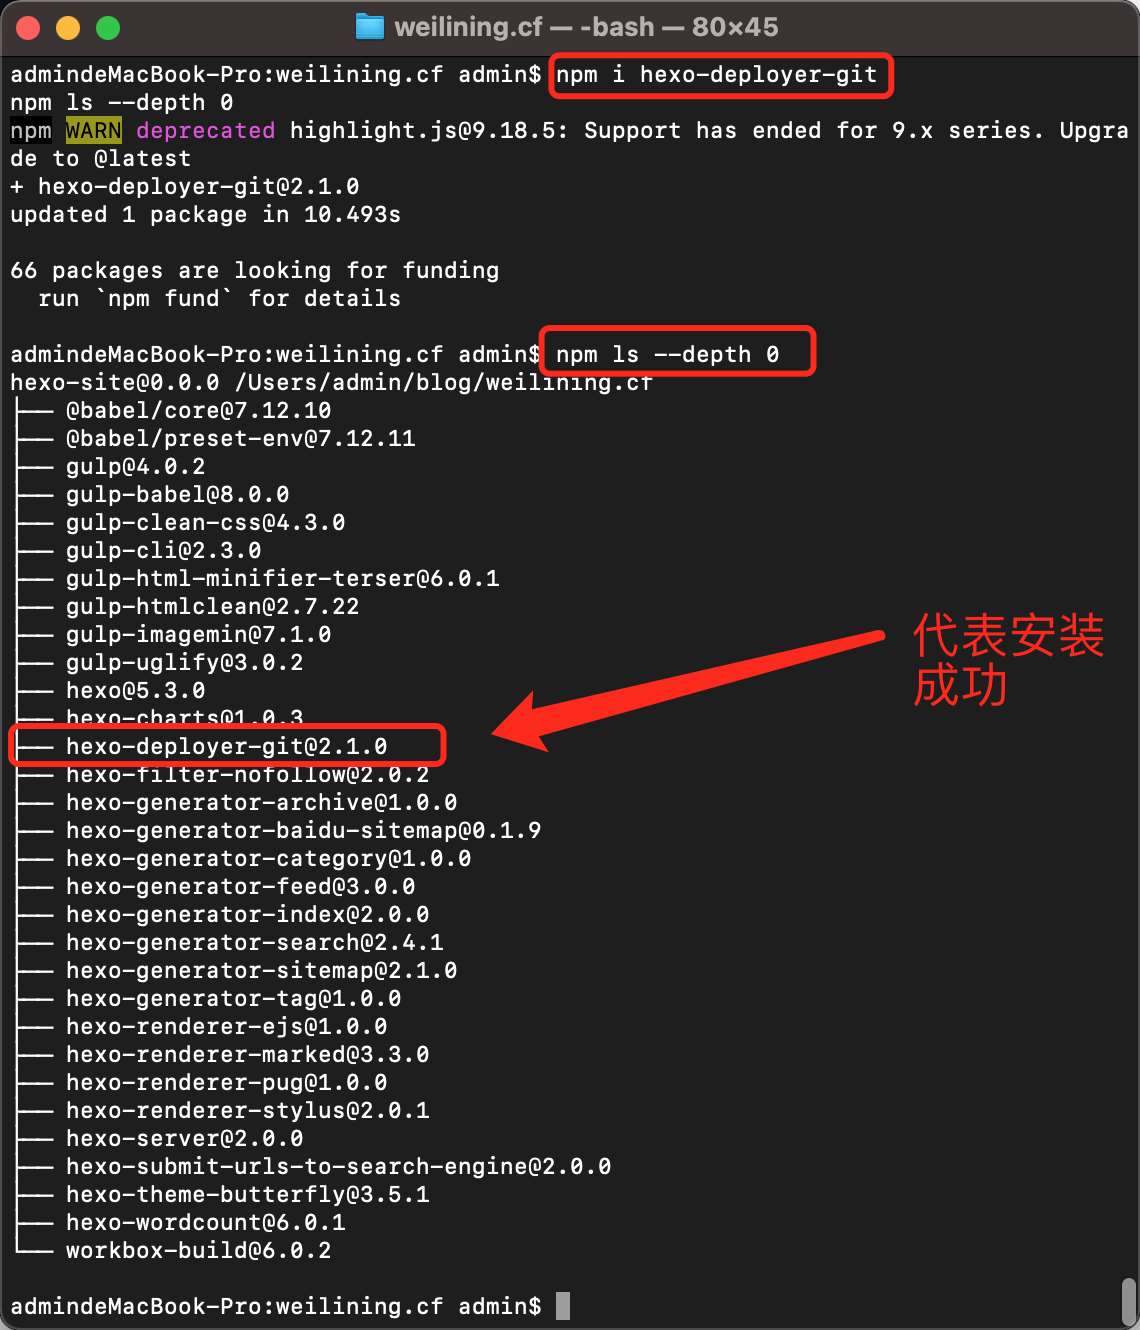 weilining.cf — -bash — 80×45
admindeMacBook-Pro:weilining.cf admin$ npm i hexo-deployer-git
npm ls --depth 0
npm WARN deprecated highlight.js@9.18.5: Support has ended for 9.x series. Upgra
de to @latest
+ hexo-deployer-git@2.1.0
updated 1 package in 10.493s
66 packages are looking for funding
run `npm fund` for details
admindeMacBook-Pro:weilining.cf admin$ npm ls --depth 0
hexo-site@0.0.0 /Users/admin/blog/weilining.cf
├── @babel/core@7.12.10
├── @babel/preset-env@7.12.11
├── gulp@4.0.2
├── gulp-babel@8.0.0
├── gulp-clean-css@4.3.0
├── gulp-cli@2.3.0
├── gulp-html-minifier-terser@6.0.1
├── gulp-htmlclean@2.7.22
├── gulp-imagemin@7.1.0
├── gulp-uglify@3.0.2
├── hexo@5.3.0
├── hexo-charts@1.0.3
├── hexo-deployer-git@2.1.0
├── hexo-filter-nofollow@2.0.2
├── hexo-generator-archive@1.0.0
├── hexo-generator-baidu-sitemap@0.1.9
├── hexo-generator-category@1.0.0
├── hexo-generator-feed@3.0.0
├── hexo-generator-index@2.0.0
├── hexo-generator-search@2.4.1
├── hexo-generator-sitemap@2.1.0
├── hexo-generator-tag@1.0.0
├── hexo-renderer-ejs@1.0.0
├── hexo-renderer-marked@3.3.0
├── hexo-renderer-pug@1.0.0
├── hexo-renderer-stylus@2.0.1
├── hexo-server@2.0.0
├── hexo-submit-urls-to-search-engine@2.0.0
├── hexo-theme-butterfly@3.5.1
├── hexo-wordcount@6.0.1
└── workbox-build@6.0.2
admindeMacBook-Pro:weilining.cf admin$
代表安装
成功